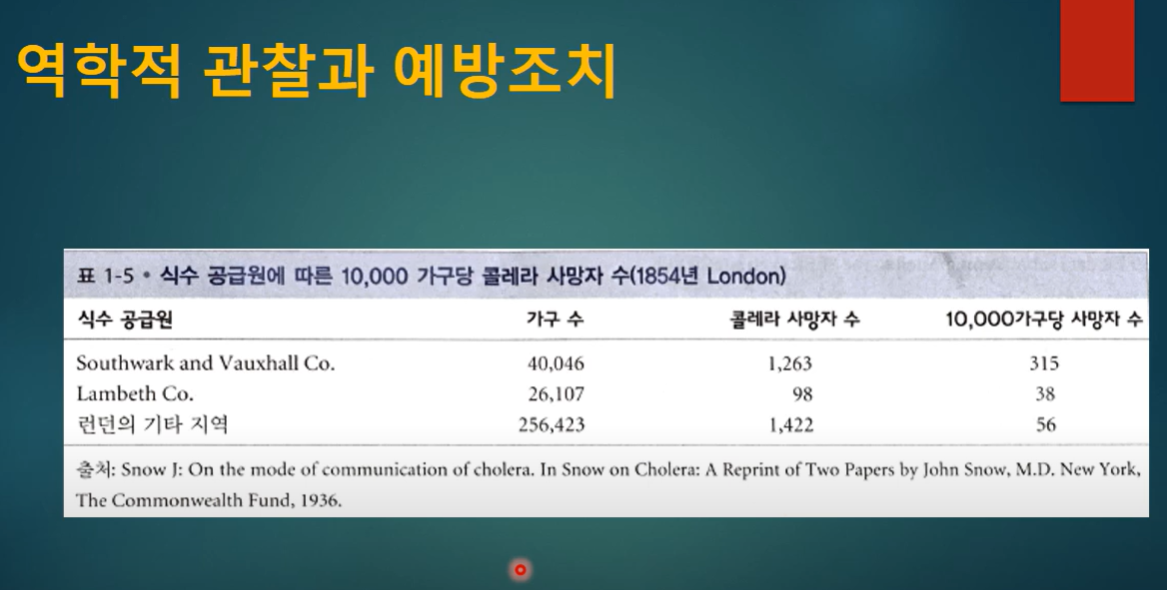 역학적 관찰과 예방조치
표 1-5 • 식수 공급원에 따른 10,000 가구당 콜레라 사망자 수(1854년 London)
식수 공급원 가구 수 콜레라 사망자 수 10,000가구당 사망자 수
Southwark and Vauxhall Co. 40,046 1,263 315
Lambeth Co. 26,107 98 38
런던의 기타 지역 256,423 1,422 56
출처: Snow J: On the mode of communication of cholera. In Snow on Cholera: A Reprint of Two Papers by John Snow, M.D. New York,
The Commonwealth Fund, 1936.